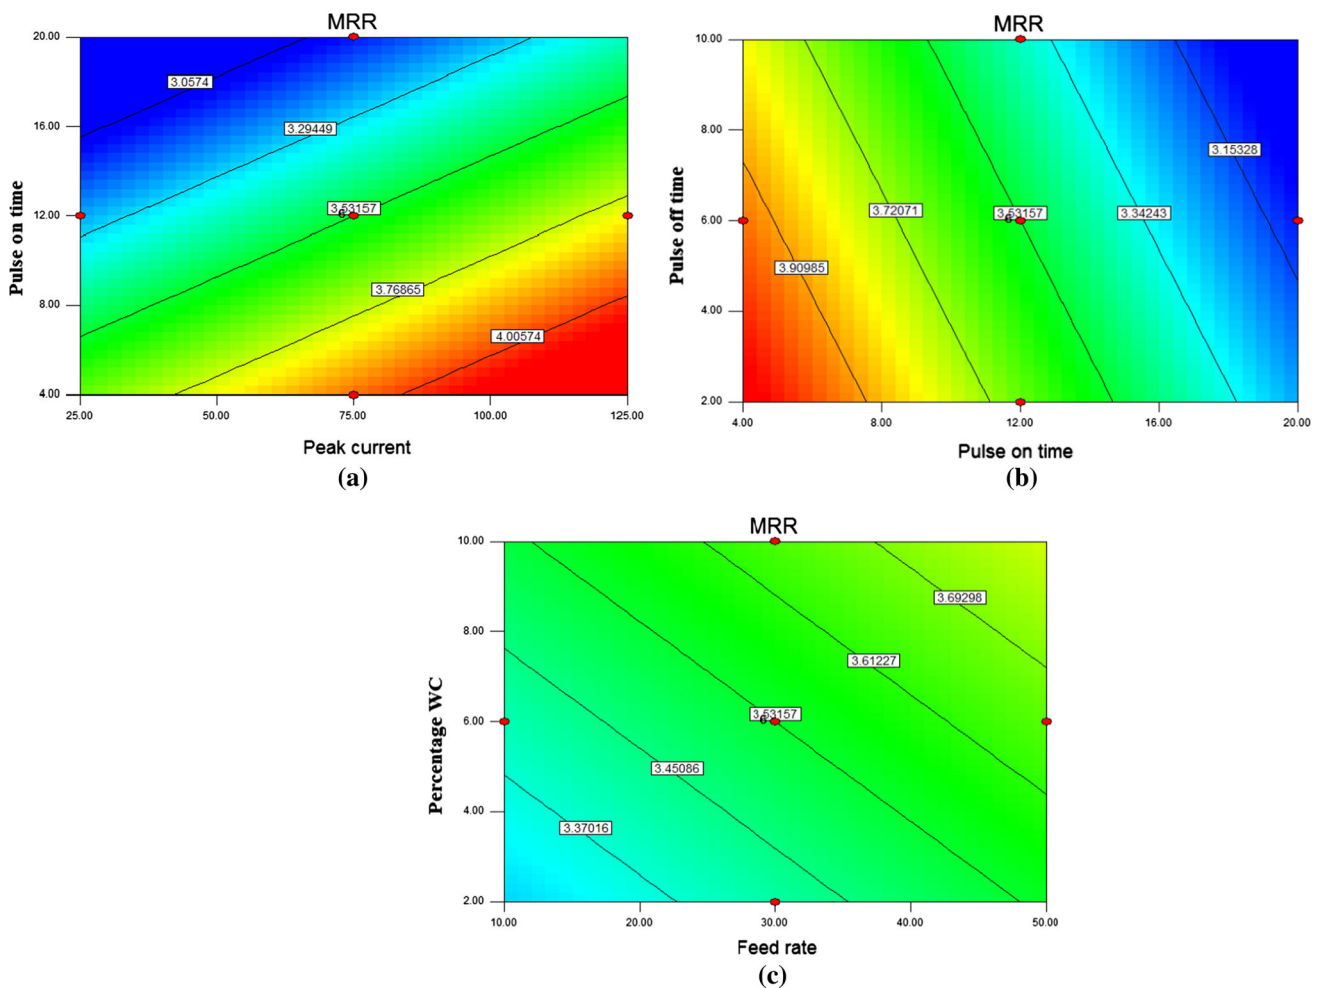 MRR
20.00
16.00
12.00
8.00
4.00
Pulse on time
3.0574
3.29449
3.53157
6
3.76865
4.00574
25.00 50.00 75.00 100.00 125.00
Peak current
(a)
MRR
10.00
8.00
6.00
4.00
2.00
Pulse off time
3.15328
3.72071
3.53157
6
3.34243
3.90985
4.00 8.00 12.00 16.00 20.00
Pulse on time
(b)
MRR
10.00
8.00
6.00
4.00
2.00
Percentage WC
3.69298
3.61227
3.53157
6
3.45086
3.37016
10.00 20.00 30.00 40.00 50.00
Feed rate
(c)